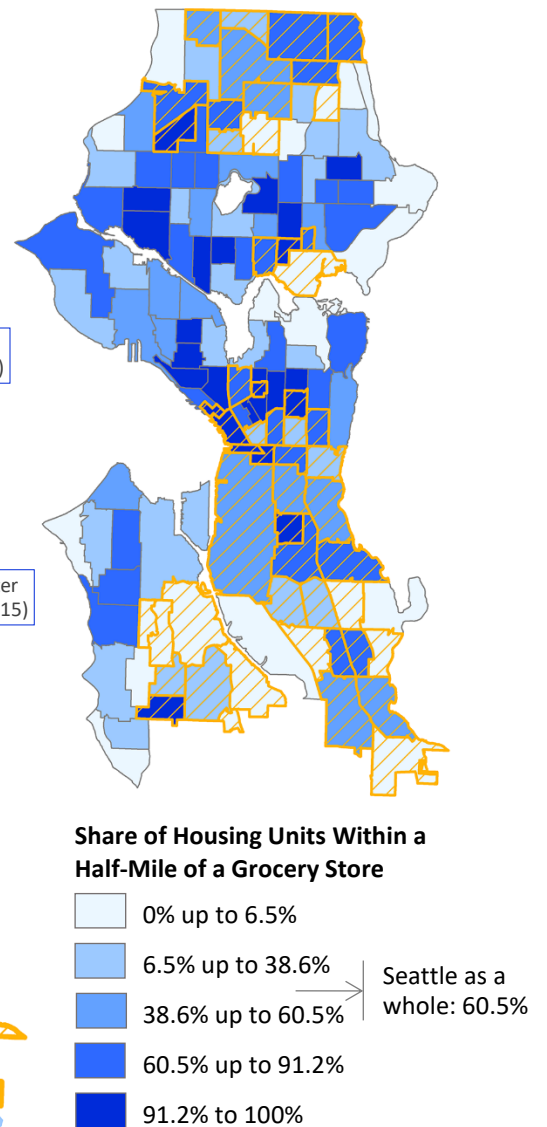 )
er
15)
Share of Housing Units Within a
Half-Mile of a Grocery Store
0% up to 6.5%
6.5% up to 38.6%
38.6% up to 60.5%
60.5% up to 91.2%
91.2% to 100%
Seattle as a
whole: 60.5%